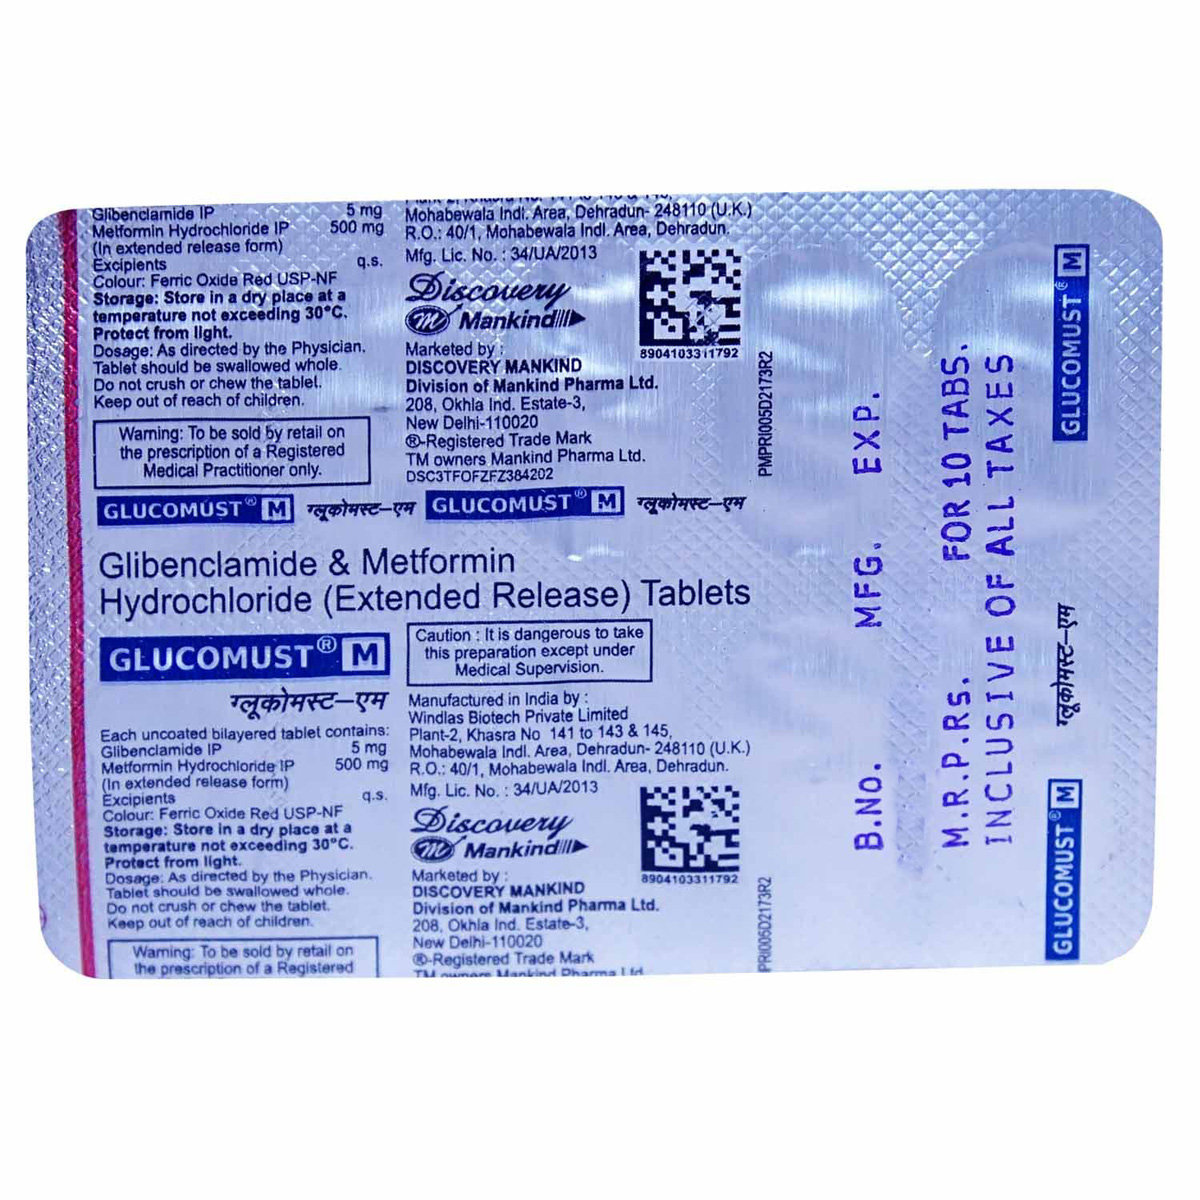 Glibenclamide IP 5 mg
Metformin Hydrochloride IP 500 mg
(In extended release form)
Excipients q.s.
Colour: Ferric Oxide Red USP-NF
Storage: Store in a dry place at a
temperature not exceeding 30°C.
Protect from light.
Dosage: As directed by the Physician.
Tablet should be swallowed whole.
Do not crush or chew the tablet.
Keep out of reach of children.
Warning: To be sold by retail on
the prescription of a Registered
Medical Practitioner only.
Mohabewala Indl. Area, Dehradun- 248110 (U.K.)
R.O.: 40/1, Mohabewala Indl. Area, Dehradun.
Mfg. Lic. No. : 34/UA/2013
Discovery
m Mankind
8904103311792
Marketed by :
DISCOVERY MANKIND
Division of Mankind Pharma Ltd.
208, Okhla Ind. Estate-3,
New Delhi-110020
®-Registered Trade Mark
TM owners Mankind Pharma Ltd.
DSC3TFOFZFZ384202
PMPRI005D2173R2
GLUCOMUST® M ग्लूकोमस्ट–एम GLUCOMUST® M ग्लूकोमस्ट–एम
Glibenclamide & Metformin
Hydrochloride (Extended Release) Tablets
GLUCOMUST® M
ग्लूकोमस्ट–एम
Each uncoated bilayered tablet contains:
Glibenclamide IP 5 mg
Metformin Hydrochloride IP 500 mg
(In extended release form)
Excipients q.s.
Colour: Ferric Oxide Red USP-NF
Storage: Store in a dry place at a
temperature not exceeding 30°C.
Protect from light.
Dosage: As directed by the Physician.
Tablet should be swallowed whole.
Do not crush or chew the tablet.
Keep out of reach of children.
Warning: To be sold by retail on
the prescription of a Registered
Caution : It is dangerous to take
this preparation except under
Medical Supervision.
Manufactured in India by :
Windlas Biotech Private Limited
Plant-2, Khasra No 141 to 143 & 145,
Mohabewala Indl. Area, Dehradun- 248110 (U.K.)
R.O.: 40/1, Mohabewala Indl. Area, Dehradun.
Mfg. Lic. No. : 34/UA/2013
Discovery
m Mankind
8904103311792
Marketed by :
DISCOVERY MANKIND
Division of Mankind Pharma Ltd.
208, Okhla Ind. Estate-3,
New Delhi-110020
®-Registered Trade Mark
TM owners Mankind Pharma Ltd.
PRI005D2173R2
B.No. MFG. EXP.
M.R.P.Rs. FOR 10 TABS.
INCLUSIVE OF ALL TAXES
GLUCOMUST® M
ग्लूकोमस्ट–एम
GLUCOMUST® M